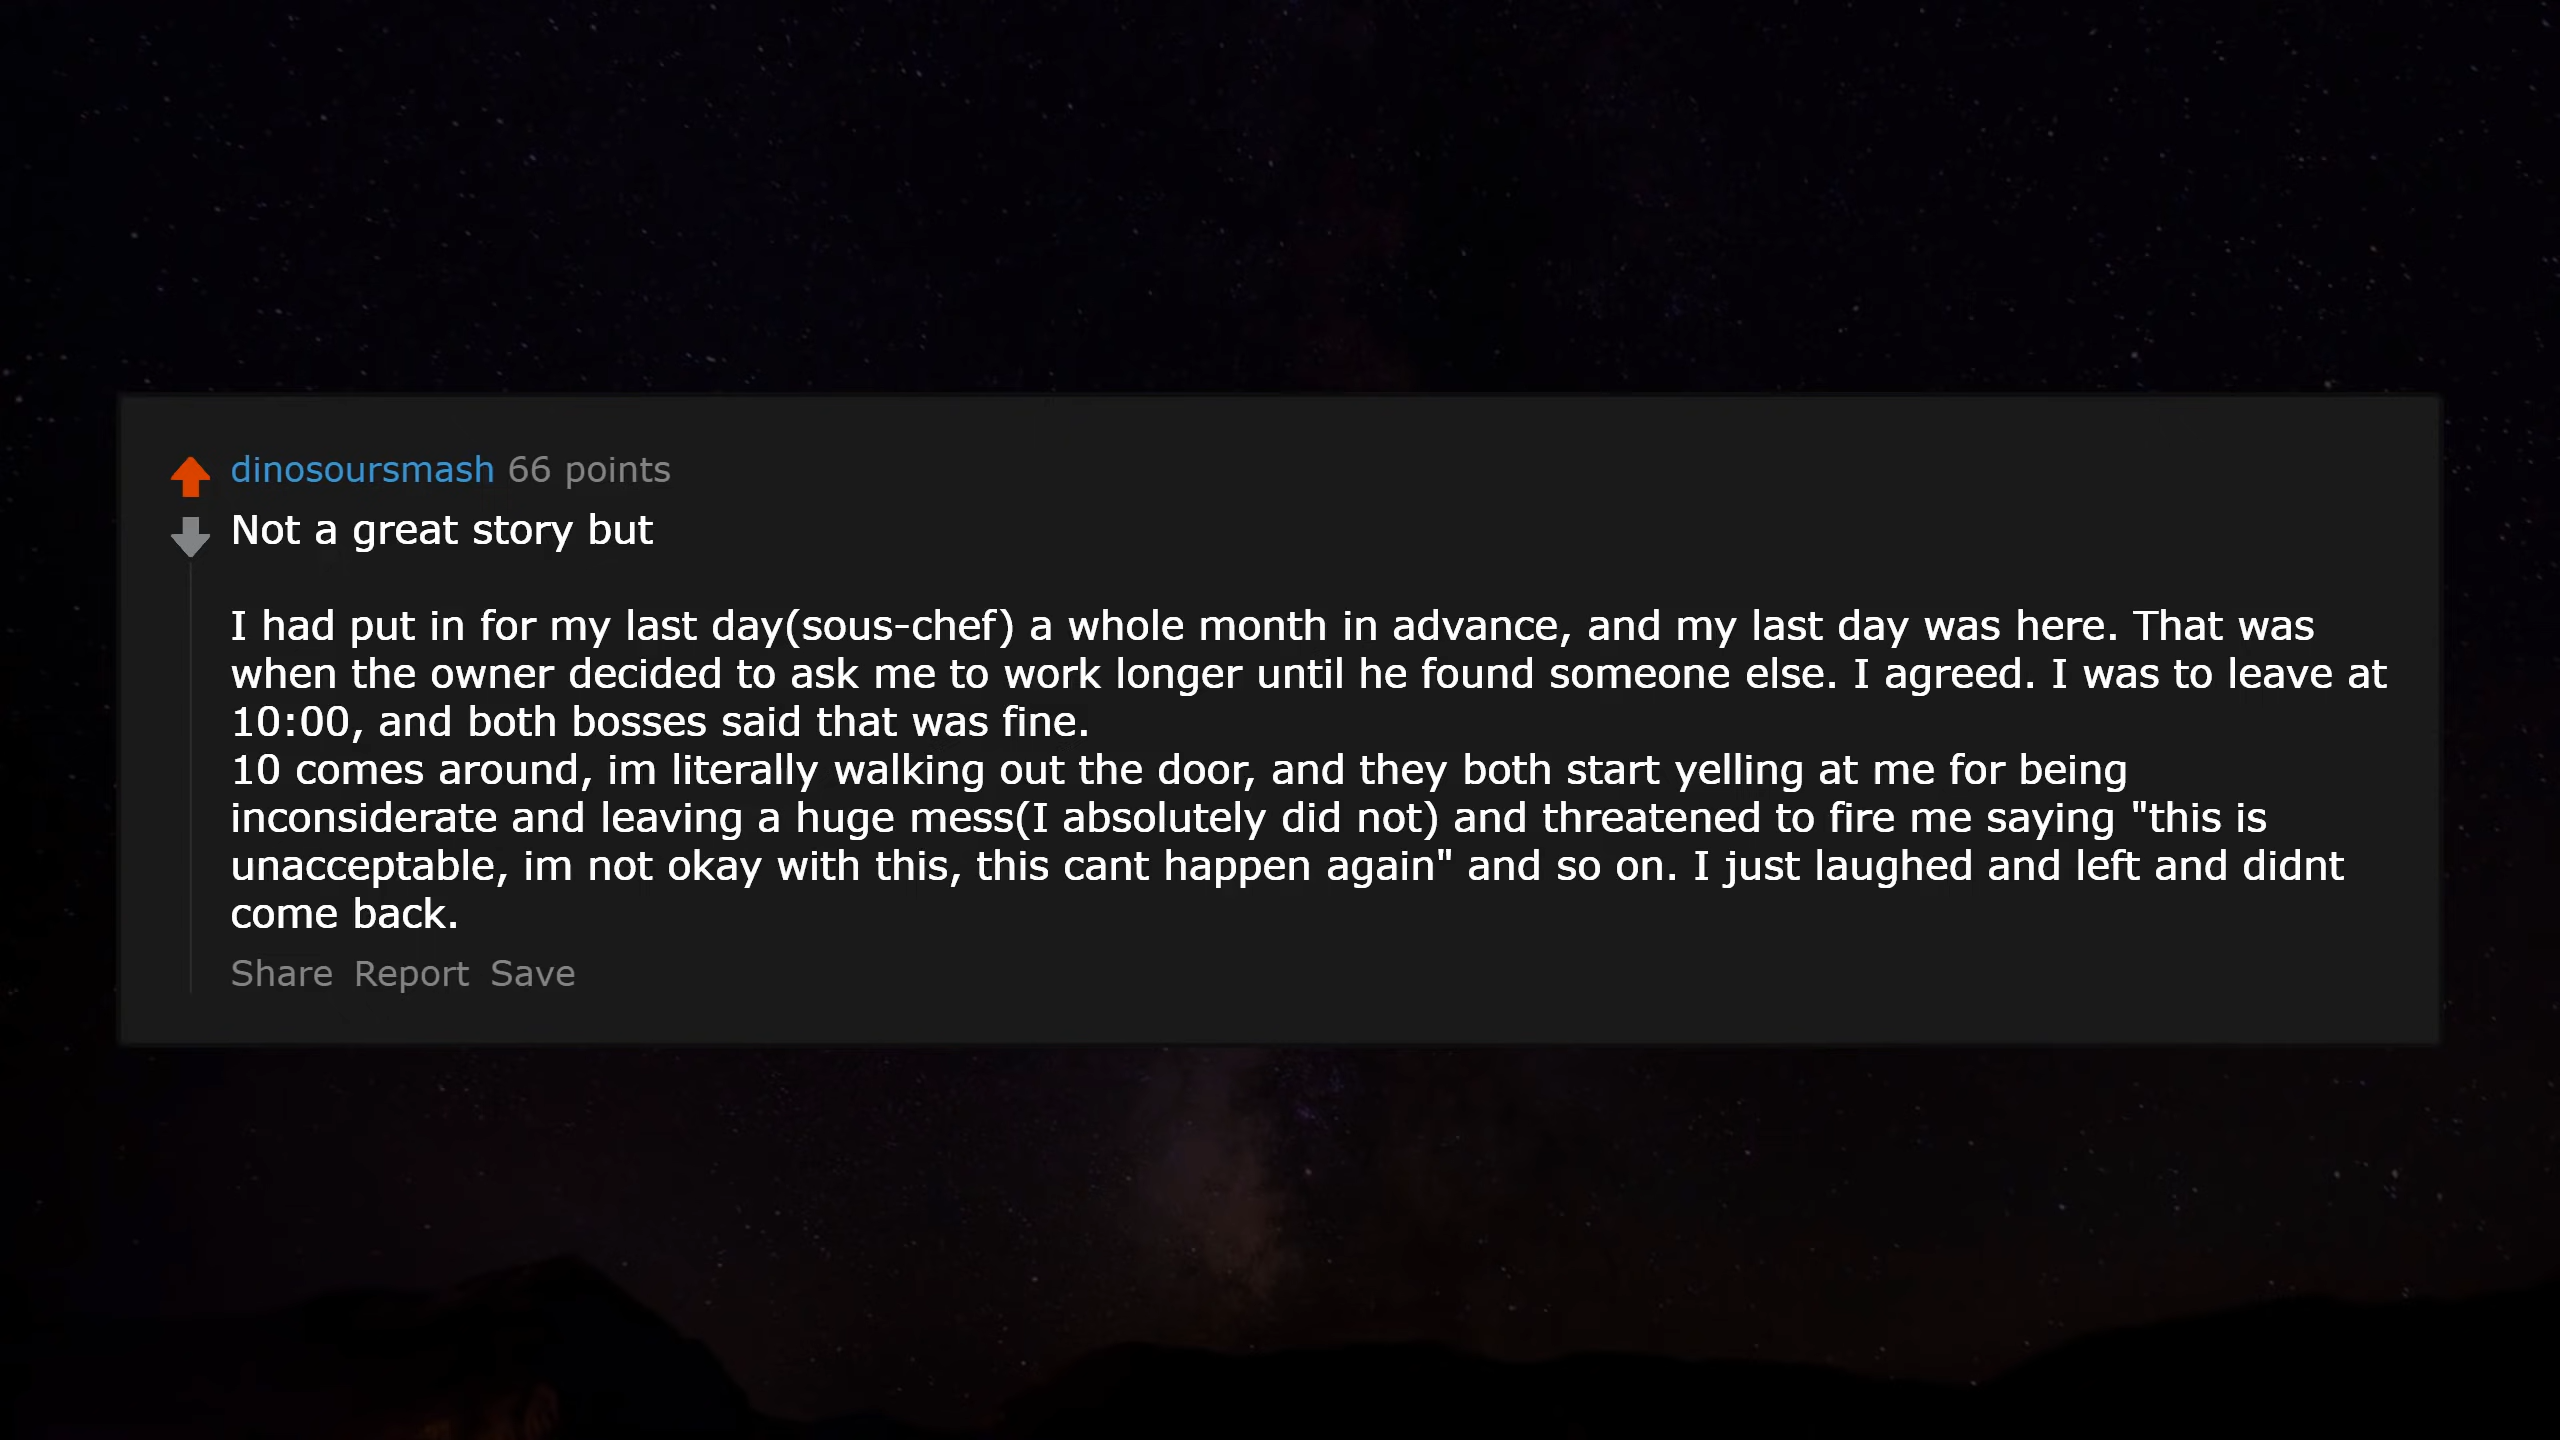 dinosoursmash 66 points
Not a great story but
I had put in for my last day(sous-chef) a whole month in advance, and my last day was here. That was
when the owner decided to ask me to work longer until he found someone else. I agreed. I was to leave at
10:00, and both bosses said that was fine.
10 comes around, im literally walking out the door, and they both start yelling at me for being
inconsiderate and leaving a huge mess(I absolutely did not) and threatened to fire me saying "this is
unacceptable, im not okay with this, this cant happen again" and so on. I just laughed and left and didnt
come back.
Share Report Save